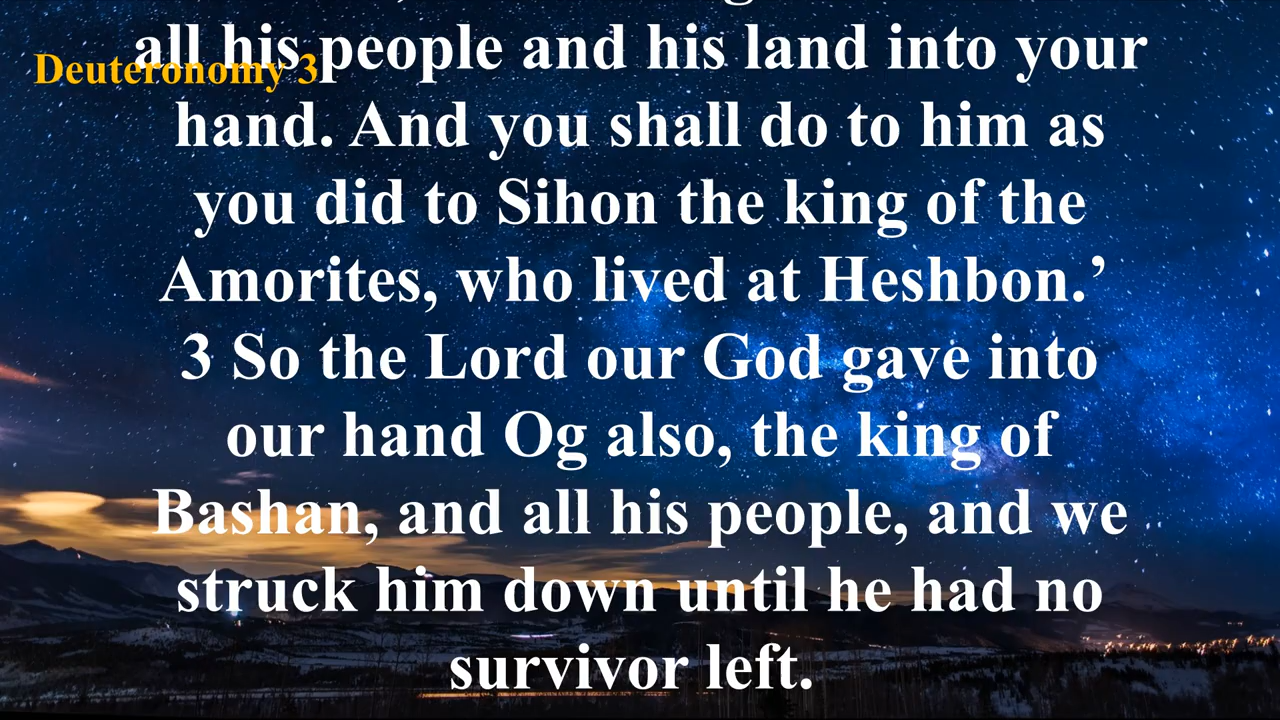 all his people and his land into your
Deuteronomy 3
hand. And you shall do to him as
you did to Sihon the king of the
Amorites, who lived at Heshbon.’
3 So the Lord our God gave into
our hand Og also, the king of
Bashan, and all his people, and we
struck him down until he had no
survivor left.